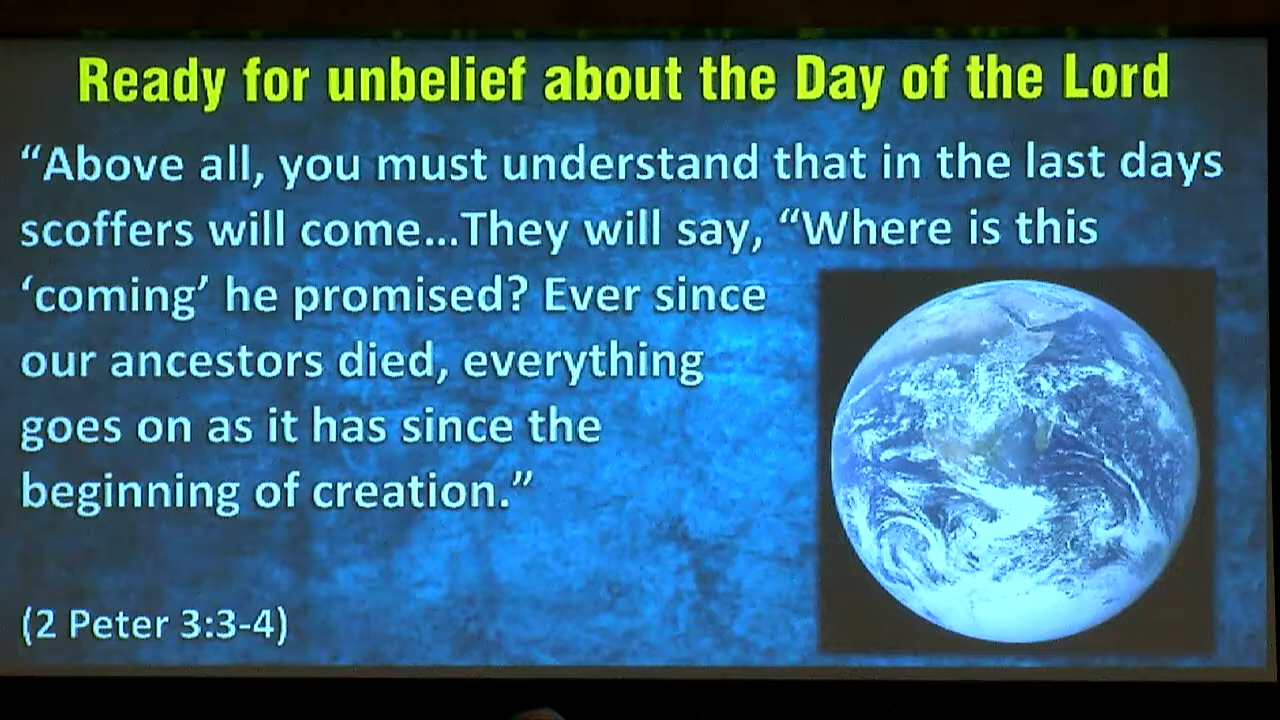 Ready for unbelief about the Day of the Lord
“Above all, you must understand that in the last days
scoffers will come...They will say, “Where is this
‘coming’ he promised? Ever since
our ancestors died, everything
goes on as it has since the
beginning of creation.”
(2 Peter 3:3-4)